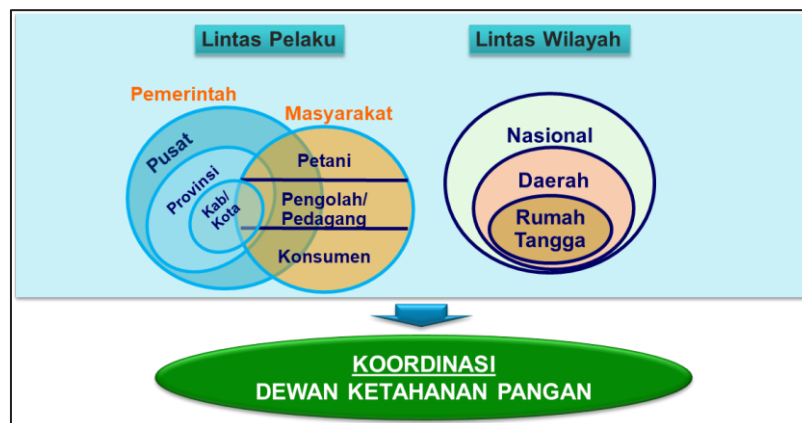 Lintas Pelaku
Lintas Wilayah
Pemerintah
Masyarakat
Pusat
Provinsi
Kab/
Kota
Petani
Pengolah/
Pedagang
Konsumen
Nasional
Daerah
Rumah
Tangga
KOORDINASI
DEWAN KETAHANAN PANGAN